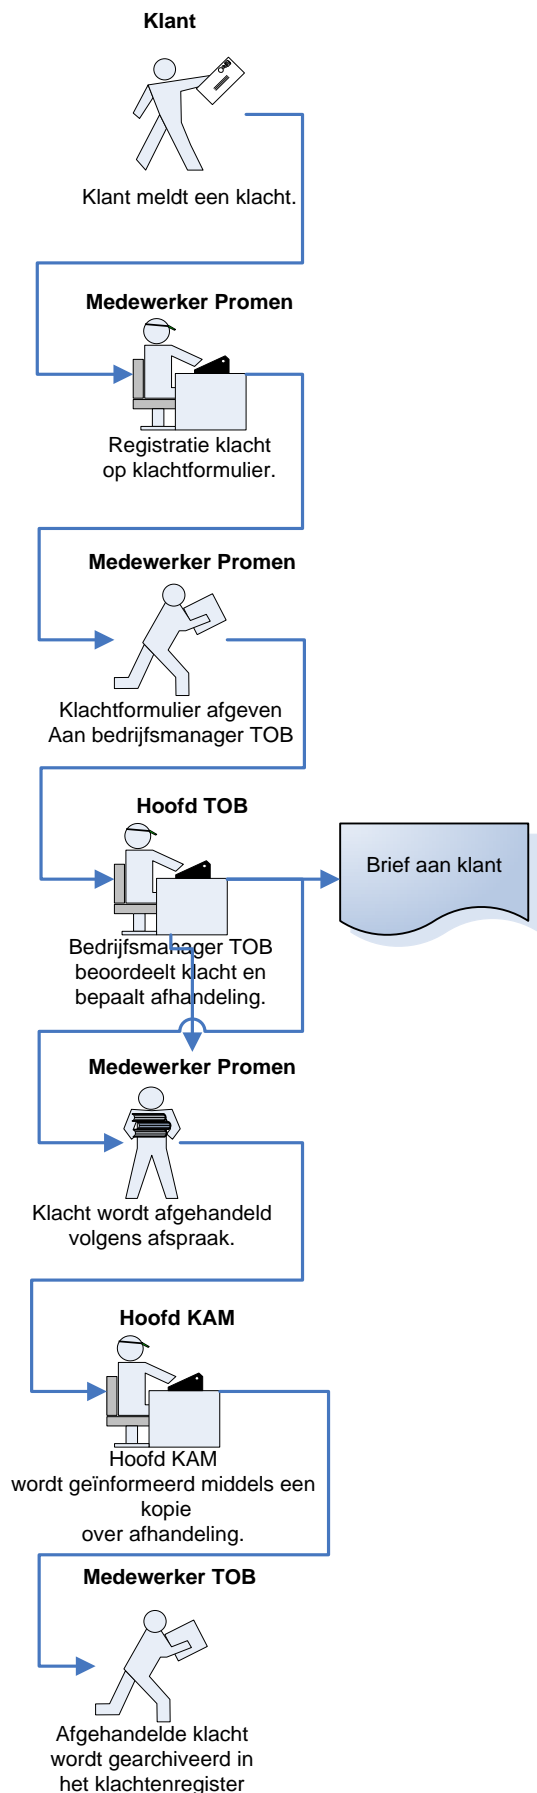 Klant
Klant meldt een klacht.
Medewerker Promen
Registratie klacht
op klachtformulier.
Medewerker Promen
Klachtformulier afgeven
Aan bedrijfsmanager TOB
Hoofd TOB
Brief aan klant
Bedrijfsmanager TOB
beoordeelt klacht en
bepaalt afhandeling.
Medewerker Promen
Klacht wordt afgehandeld
volgens afspraak.
Hoofd KAM
Hoofd KAM
wordt geïnformeerd middels een
kopie
over afhandeling.
Medewerker TOB
Afgehandelde klacht
wordt gearchiveerd in
het klachtenregister